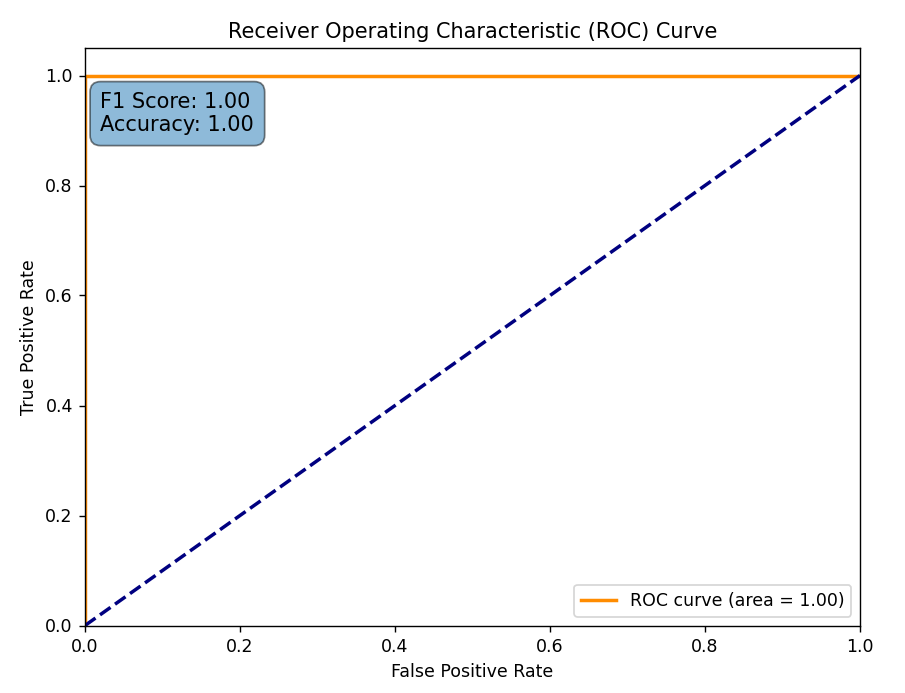 Receiver Operating Characteristic (ROC) Curve
F1 Score: 1.00
Accuracy: 1.00
1.0
0.8
0.6
0.4
0.2
0.0
True Positive Rate
ROC curve (area = 1.00)
0.0 0.2 0.4 0.6 0.8 1.0
False Positive Rate